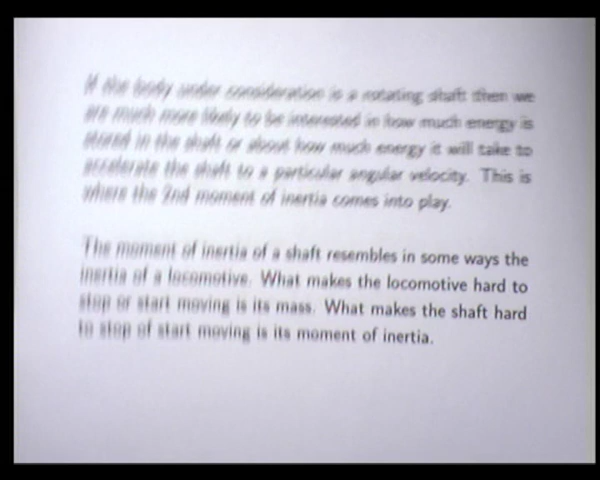 If the body under consideration is a rotating shaft then we
are much more likely to be interested in how much energy is
stored in the shaft or about how much energy it will take to
accelerate the shaft to a particular angular velocity. This is
where the 2nd moment of inertia comes into play.
The moment of inertia of a shaft resembles in some ways the
inertia of a locomotive. What makes the locomotive hard to
stop or start moving is its mass. What makes the shaft hard
to stop of start moving is its moment of inertia.